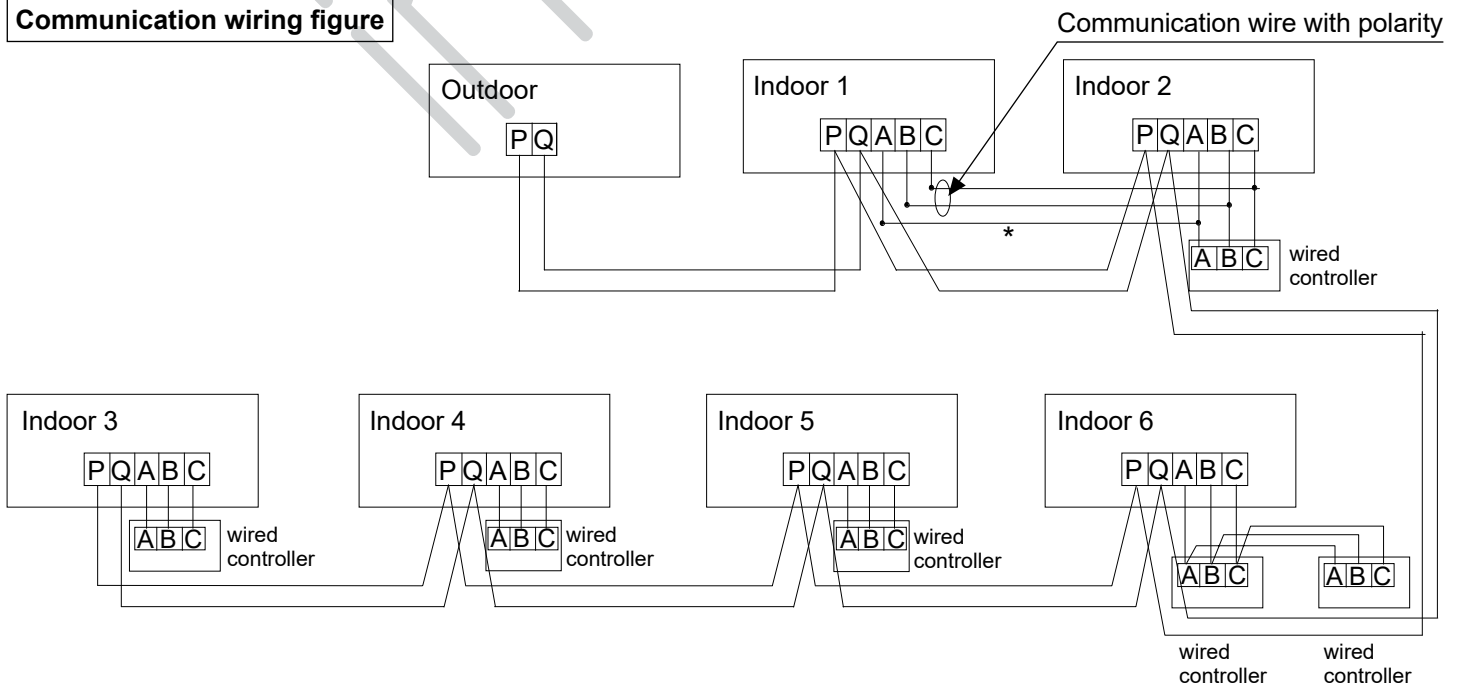 Communication wiring figure
Communication wire with polarity
Outdoor
P Q
Indoor 1
P Q A B C
Indoor 2
P Q A B C
*
A B C
wired
controller
Indoor 3
P Q A B C
A B C
wired
controller
Indoor 4
P Q A B C
A B C
wired
controller
Indoor 5
P Q A B C
A B C
wired
controller
Indoor 6
P Q A B C
A B C
A B C
wired
controller
wired
controller